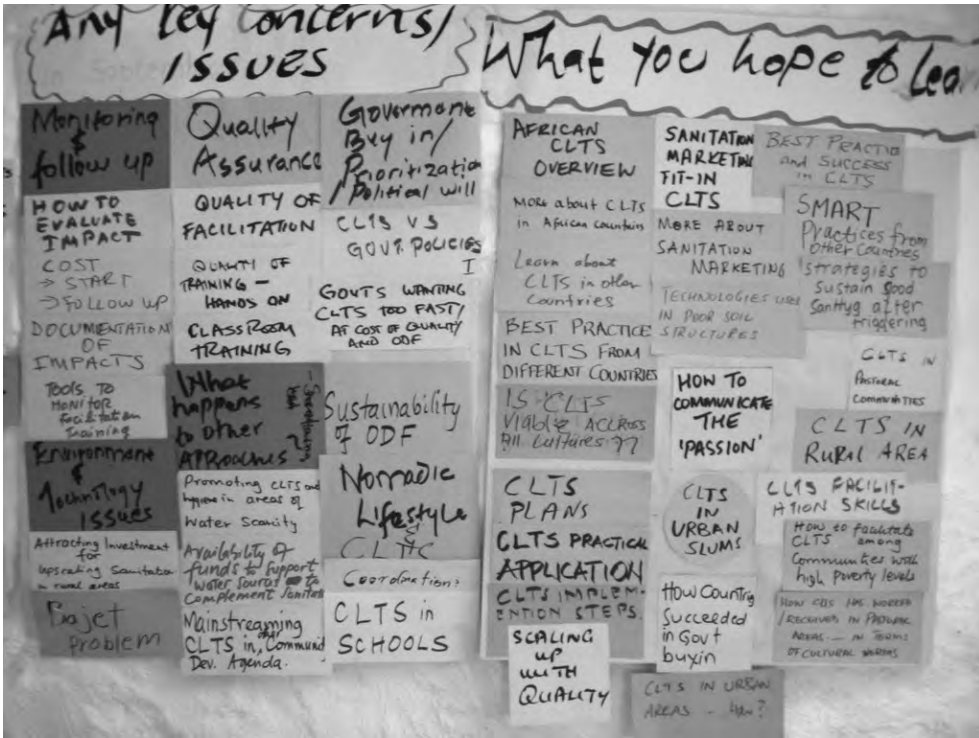 Any key concerns/
ISSUES
Monitoring
&
follow up
HOW TO
EVALUATE
IMPACT
COST
→ START
→ FOLLOW UP
DOCUMENTATION
OF
IMPACTS
TOOLS TO
MONITOR
facilitation
training
Environment
&
Technology
ISSUES
Attracting Investment
for
upscaling Sanitation
in rural areas
Bajet
Problem
Quality
Assurance
QUALITY OF
FACILITATION
QUALITY OF
TRAINING —
HANDS ON
CLASSROOM
TRAINING
What
happens
to other
APPROACHES
Promoting CLTS and
hygiene in areas of
Water Scarcity
Availability of
funds to support
water sources to
complement
Mainstreaming
CLTS in other
Dev. Agenda.
Goverment
Buy in/
Prioritization
/Political will
CLTS VS
GOVT. POLICIES
GOVTS WANTING
CLTS TOO FAST/
AT COST OF QUALITY
AND ODF
Sustainability
of ODF
Nomadic
Lifestyle
&
CLTS
Coordination?
CLTS in
SCHOOLS
What you hope to lear
AFRICAN
CLTS
OVERVIEW
MORE about CLTS
in African countries
Learn about
CLTS in other
Countries
BEST PRACTICE
IN CLTS FROM
DIFFERENT COUNTRIES
IS CLTS
Viable ACCROSS
All cultures ??
CLTS
PLANS
CLTS PRACTICAL
APPLICATION
CLTS IMPLEM-
ENTION STEPS.
SCALING
UP
WITH
QUALITY
SANITATION
MARKETING
FIT-IN
CLTS
MORE ABOUT
SANITATION
MARKETING
TECHNOLOGIES USED
IN POOR SOIL
STRUCTURES
HOW TO
COMMUNICATE
THE
'PASSION'
CLTS
IN
URBAN
SLUMS
How Country
Succeeded
in Govt
buyin
CLTS IN URBAN
AREAS - How?
BEST PRACTICE
and SUCCESS
in CLTS
SMART
Practices from
other Countries
strategies to
Sustain good
after
triggering
CLTS in
PASTORAL
COMMUNITIES
CLTS IN
RURAL AREA
CLTS FACILIT-
ATION SKILLS
How to facilitate
CLTS among
Communities with
high poverty levels
HOW CLTS HAS WORKED
/RECEIVED IN PASTORAL
AREAS — IN TERMS
OF CULTURAL NORMS